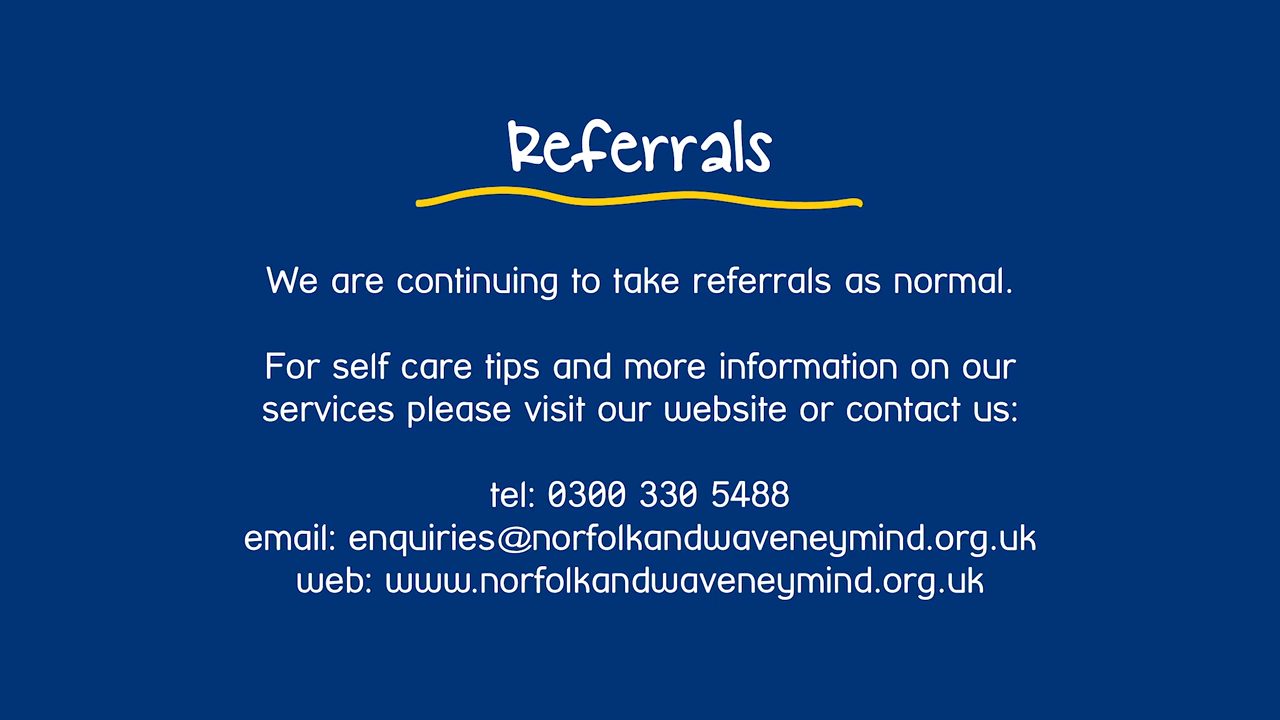 Referrals
We are continuing to take referrals as normal.
For self care tips and more information on our
services please visit our website or contact us:
tel: 0300 330 5488
email: enquiries@norfolkandwaveneymind.org.uk
web: www.norfolkandwaveneymind.org.uk